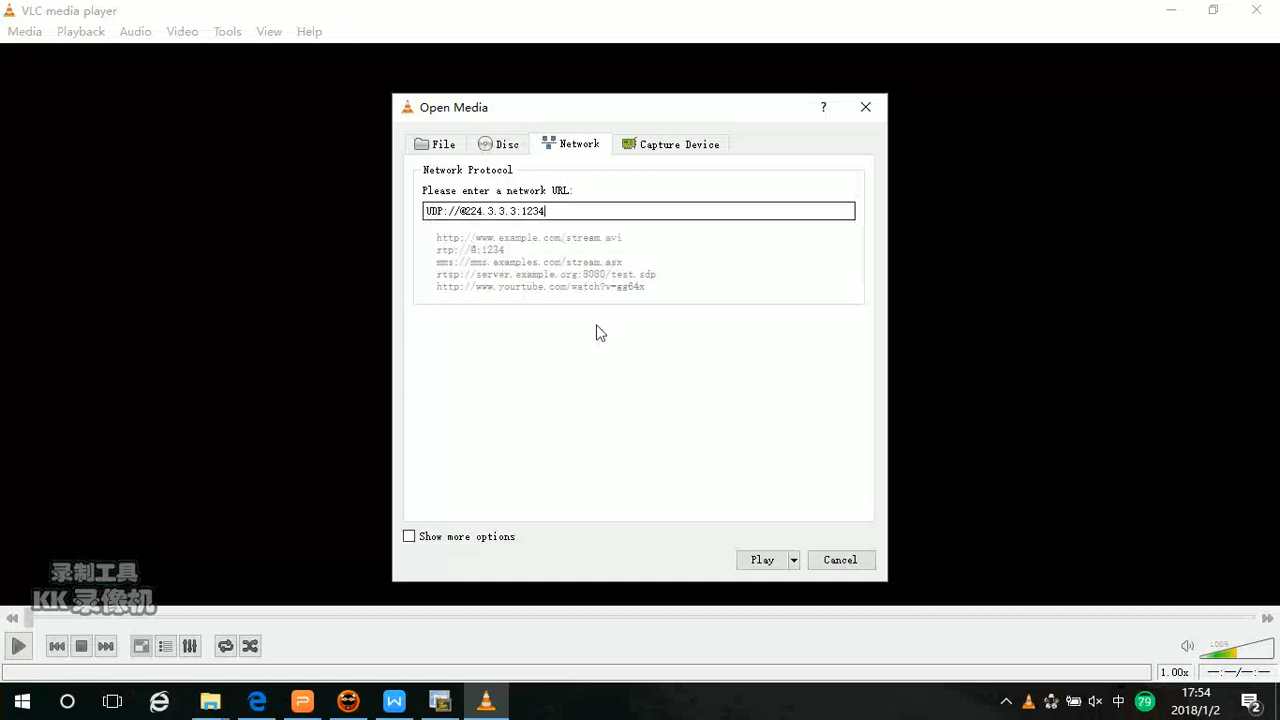 VLC media player
Media Playback Audio Video Tools View Help
Open Media ?
File Disc Network Capture Device
Network Protocol
Please enter a network URL:
UDP://@224.3.3.3:1234
http://www.example.com/stream.avi
rtp://@:1234
mms://mms.examples.com/stream.asx
rtsp://server.example.org:8080/test.sdp
http://www.yourtube.com/watch?v=gg64x
Show more options
Play Cancel
录制工具
KK 录像机
100%
1.00x --:--/--:--
中 79 17:54
2018/1/2 2